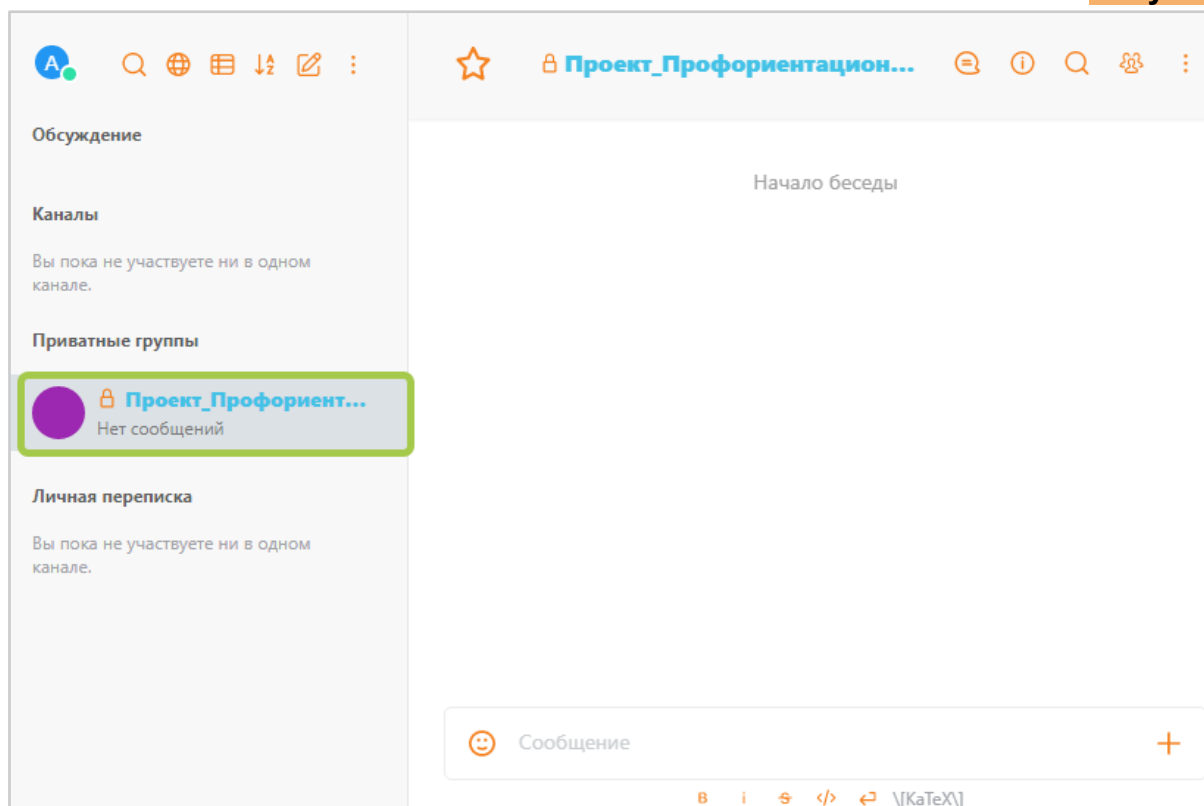 A
Проект_Профориентацион...
Обсуждение
Начало беседы
Каналы
Вы пока не участвуете ни в одном
канале.
Приватные группы
Проект_Профориент...
Нет сообщений
Личная переписка
Вы пока не участвуете ни в одном
канале.
Сообщение
B i S </> \[KaTeX\]